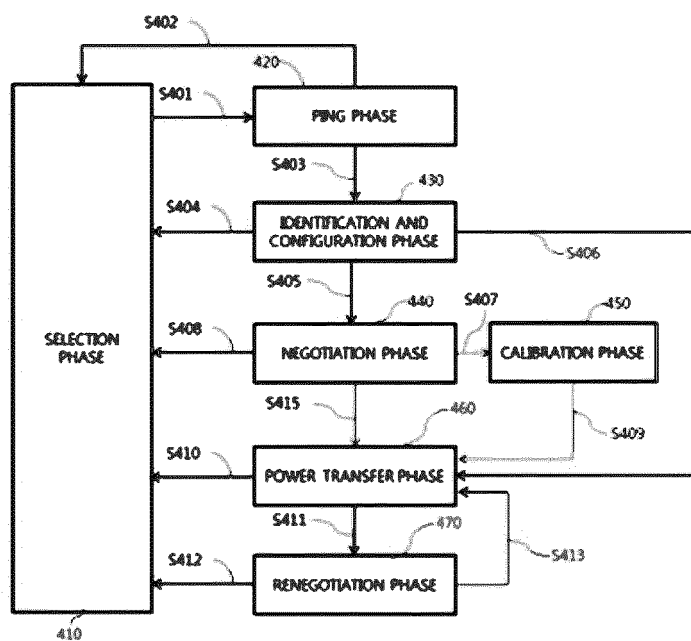 S402
420
S401
PING PHASE
S403
430
S404
IDENTIFICATION AND
CONFIGURATION PHASE
S406
S405
440
S407
450
SELECTION
PHASE
S408
NEGOTIATION PHASE
CALIBRATION PHASE
S415
460
S409
S410
POWER TRANSFER PHASE
S411
470
S412
S413
RENEGOTIATION PHASE
410